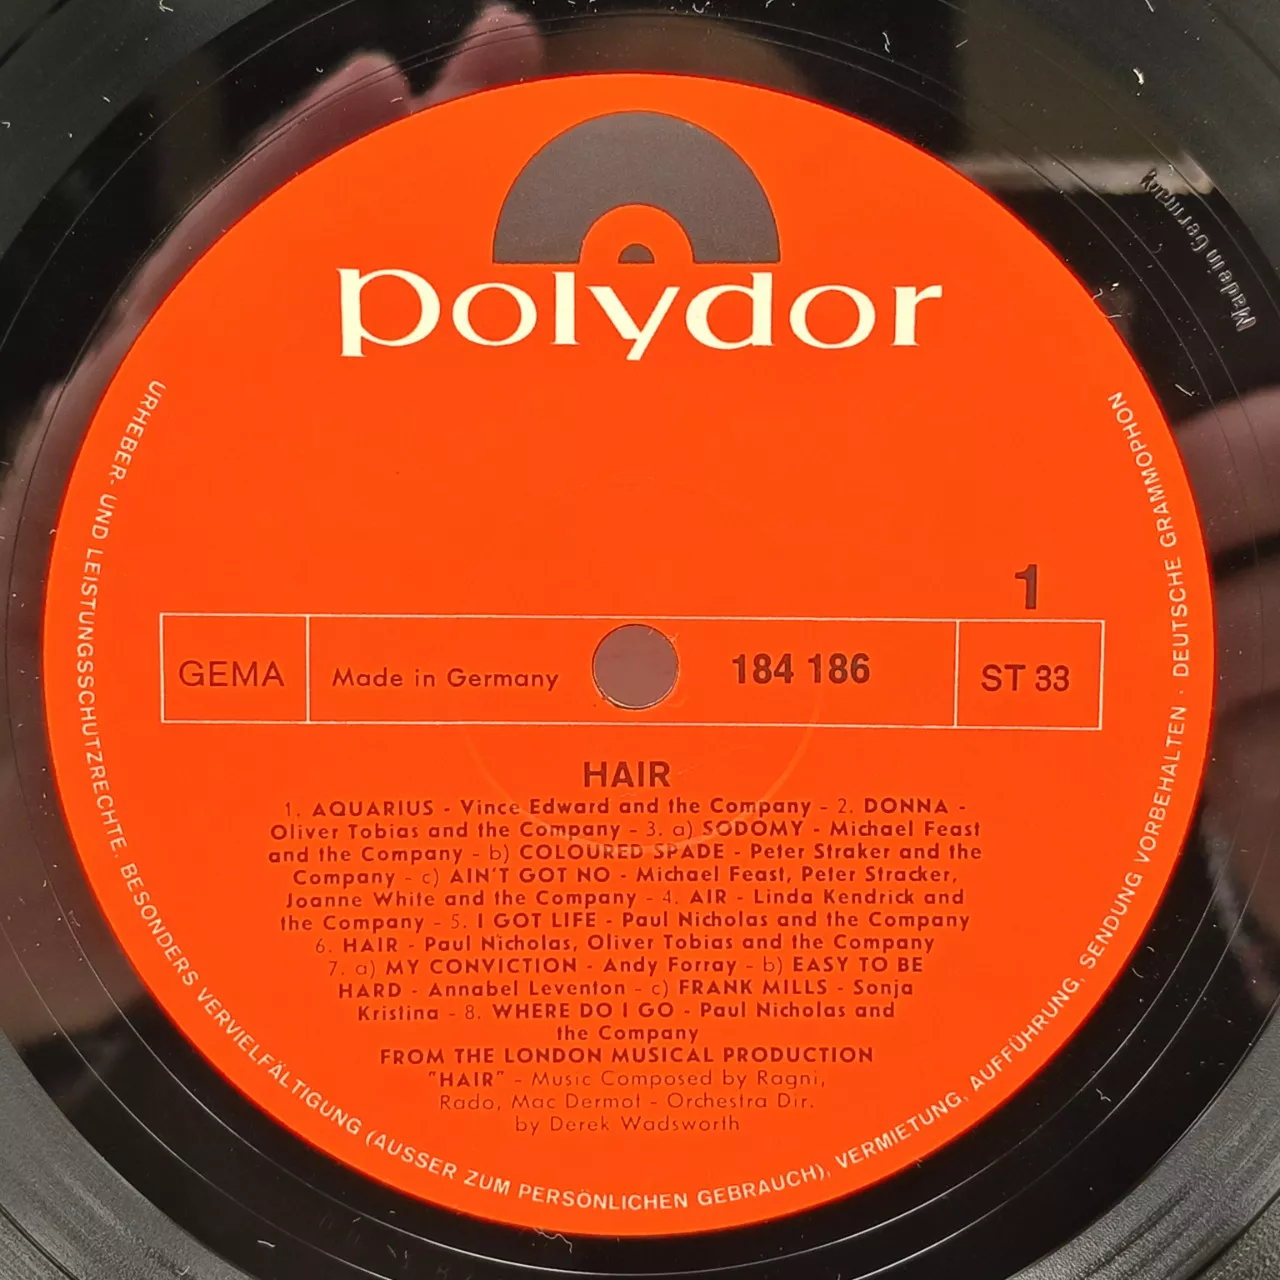 polydor
1
GEMA
Made in Germany
184 186
ST 33
HAIR
1. AQUARIUS - Vince Edward and the Company - 2. DONNA -
Oliver Tobias and the Company - 3. a) SODOMY - Michael Feast
and the Company - b) COLOURED SPADE - Peter Straker and the
Company - c) AIN'T GOT NO - Michael Feast, Peter Stracker,
Joanne White and the Company - 4. AIR - Linda Kendrick and
the Company - 5. I GOT LIFE - Paul Nicholas and the Company
6. HAIR - Paul Nicholas, Oliver Tobias and the Company
7. a) MY CONVICTION - Andy Forray - b) EASY TO BE
HARD - Annabel Leventon - c) FRANK MILLS - Sonja
Kristina - 8. WHERE DO I GO - Paul Nicholas and
the Company
FROM THE LONDON MUSICAL PRODUCTION
"HAIR" - Music Composed by Ragni,
Rado, Mac Dermot - Orchestra Dir.
by Derek Wadsworth
URHEBER- UND LEISTUNGSSCHUTZRECHTE. BESONDERS VERVIELFÄLTIGUNG (AUSSER ZUM PERSÖNLICHEN GEBRAUCH), VERMIETUNG, AUFFÜHRUNG, SENDUNG VORBEHALTEN · DEUTSCHE GRAMMOPHON
Made in Germany